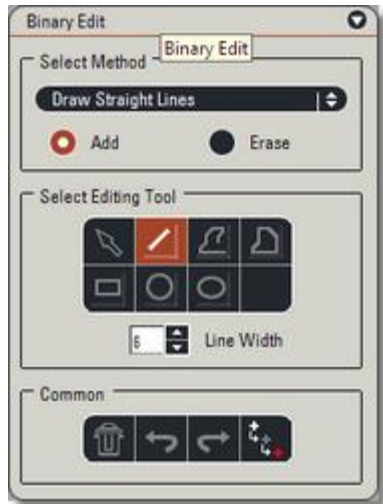 Binary Edit
Binary Edit
Select Method
Draw Straight Lines
Add
Erase
Select Editing Tool
6
Line Width
Common